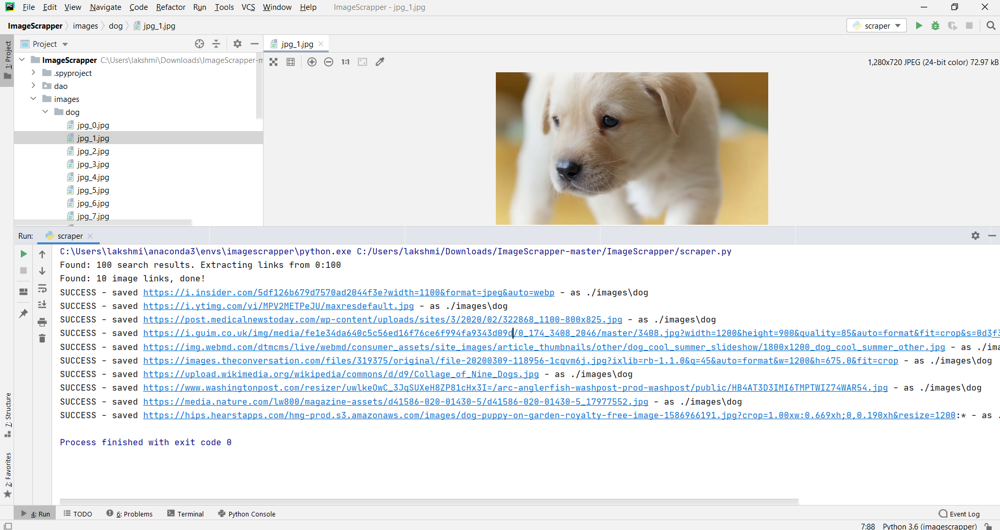 PC File Edit View Navigate Code Refactor Run Tools VCS Window Help ImageScrapper - jpg_1.jpg
ImageScrapper images dog jpg_1.jpg scraper
1: Project
Project
jpg_1.jpg
ImageScrapper C:\Users\lakshmi\Downloads\ImageScrapper-m
1:1
1,280x720 JPEG (24-bit color) 72.97 kB
.spyproject
dao
images
dog
jpg_0.jpg
jpg_1.jpg
jpg_2.jpg
jpg_3.jpg
jpg_4.jpg
jpg_5.jpg
jpg_6.jpg
jpg_7.jpg
Run: scraper
C:\Users\lakshmi\anaconda3\envs\imagescrapper\python.exe C:/Users/lakshmi/Downloads/ImageScrapper-master/ImageScrapper/scraper.py
Found: 100 search results. Extracting links from 0:100
Found: 10 image links, done!
SUCCESS - saved https://i.insider.com/5df126b679d7570ad2044f3e?width=1100&format=jpeg&auto=webp - as ./images\dog
SUCCESS - saved https://i.ytimg.com/vi/MPV2METPeJU/maxresdefault.jpg - as ./images\dog
SUCCESS - saved https://post.medicalnewstoday.com/wp-content/uploads/sites/3/2020/02/322868_1100-800x825.jpg - as ./images\dog
SUCCESS - saved https://i.guim.co.uk/img/media/fe1e34da640c5c56ed16f76ce6f994fa9343d09d/0_174_3408_2046/master/3408.jpg?width=1200&height=900&quality=85&auto=format&fit=crop&s=0d3f3
SUCCESS - saved https://img.webmd.com/dtmcms/live/webmd/consumer_assets/site_images/article_thumbnails/other/dog_cool_summer_slideshow/1800x1200_dog_cool_summer_other.jpg - as ./ima
SUCCESS - saved https://images.theconversation.com/files/319375/original/file-20200309-118956-1cqvm6j.jpg?ixlib=rb-1.1.0&q=45&auto=format&w=1200&h=675.0&fit=crop - as ./images\dog
SUCCESS - saved https://upload.wikimedia.org/wikipedia/commons/d/d9/Collage_of_Nine_Dogs.jpg - as ./images\dog
SUCCESS - saved https://www.washingtonpost.com/resizer/uwlkeOwC_3JqSUXeH8ZP81cHx3I=/arc-anglerfish-washpost-prod-washpost/public/HB4AT3D3IMI6TMPTWIZ74WAR54.jpg - as ./images\dog
SUCCESS - saved https://media.nature.com/lw800/magazine-assets/d41586-020-01430-5/d41586-020-01430-5_17977552.jpg - as ./images\dog
SUCCESS - saved https://hips.hearstapps.com/hmg-prod.s3.amazonaws.com/images/dog-puppy-on-garden-royalty-free-image-1586966191.jpg?crop=1.00xw:0.669xh;0,0.190xh&resize=1200:* - as .
Process finished with exit code 0
7: Structure
2: Favorites
4: Run TODO 6: Problems Terminal Python Console Event Log
7:88 Python 3.6 (imagescrapper)